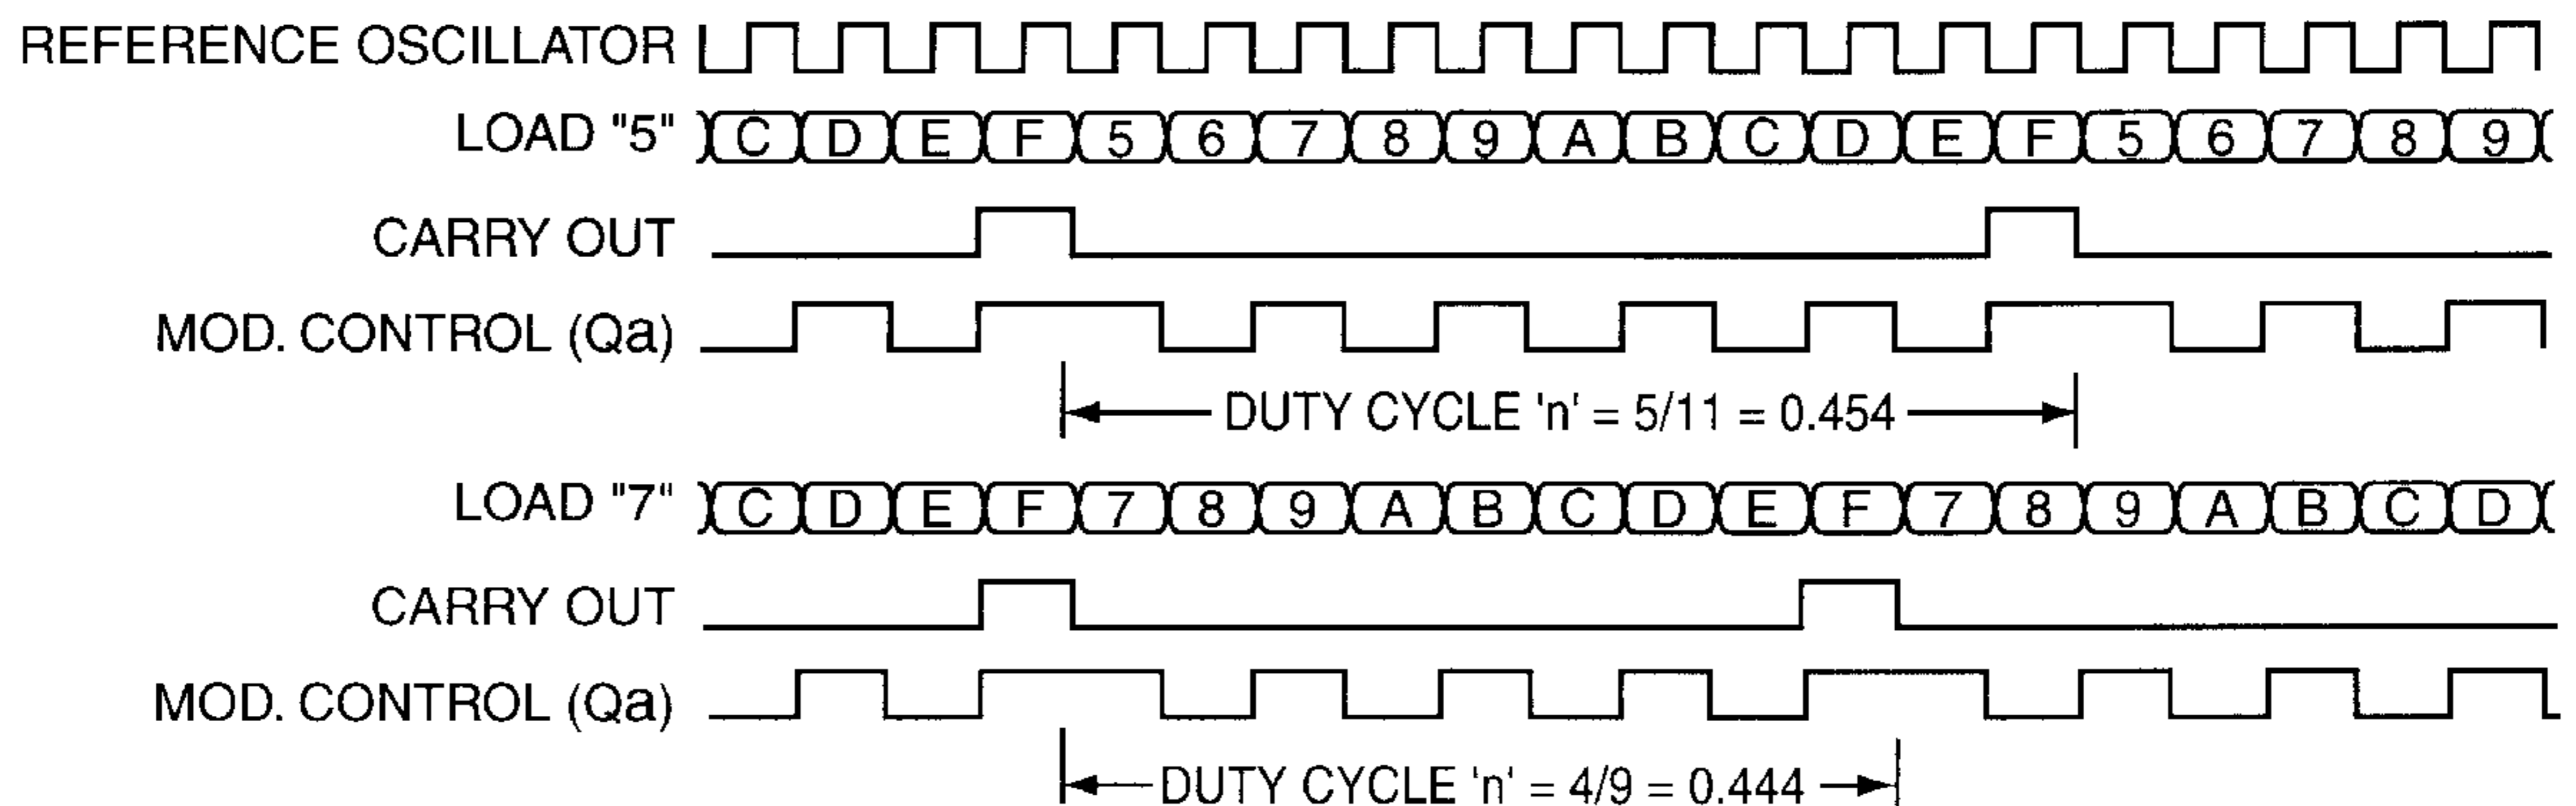 REFERENCE OSCILLATOR
LOAD "5" C D E F 5 6 7 8 9 A B C D E F 5 6 7 8 9
CARRY OUT
MOD. CONTROL (Qa)
DUTY CYCLE 'n' = 5/11 = 0.454
LOAD "7" C D E F 7 8 9 A B C D E F 7 8 9 A B C D
CARRY OUT
MOD. CONTROL (Qa)
DUTY CYCLE 'n' = 4/9 = 0.444